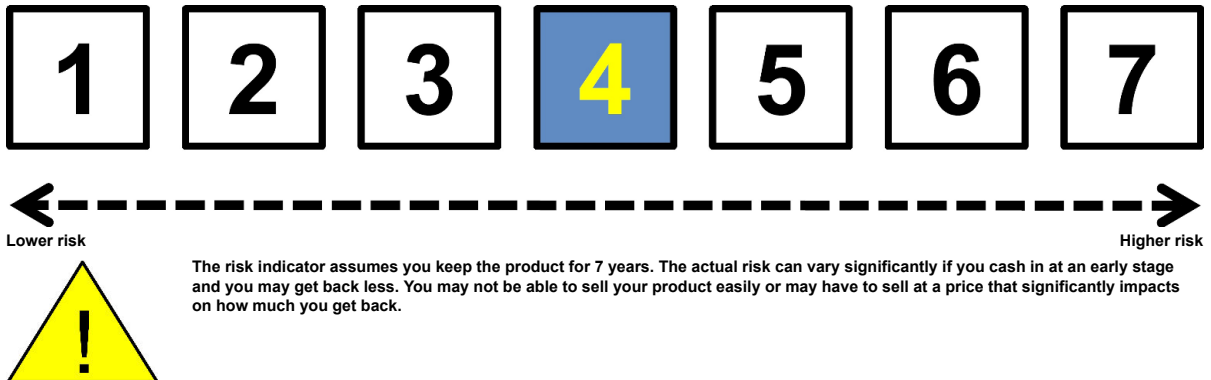 1 2 3 4 5 6 7
Lower risk Higher risk
!
The risk indicator assumes you keep the product for 7 years. The actual risk can vary significantly if you cash in at an early stage
and you may get back less. You may not be able to sell your product easily or may have to sell at a price that significantly impacts
on how much you get back.